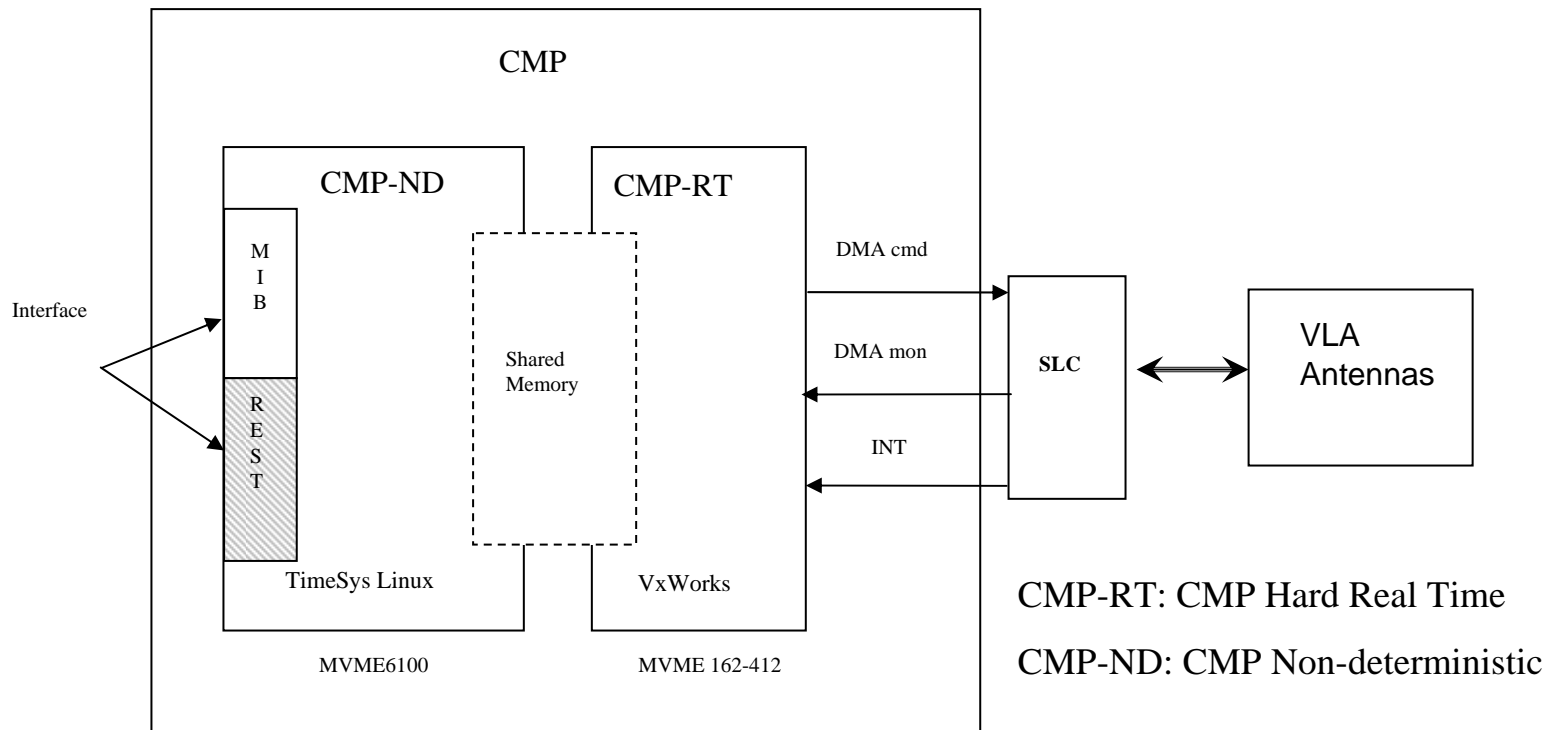 CMP
CMP-ND
CMP-RT
M
I
B
R
E
S
T
Interface
Shared
Memory
DMA cmd
DMA mon
INT
SLC
VLA
Antennas
TimeSys Linux
VxWorks
MVME6100
MVME 162-412
CMP-RT: CMP Hard Real Time
CMP-ND: CMP Non-deterministic